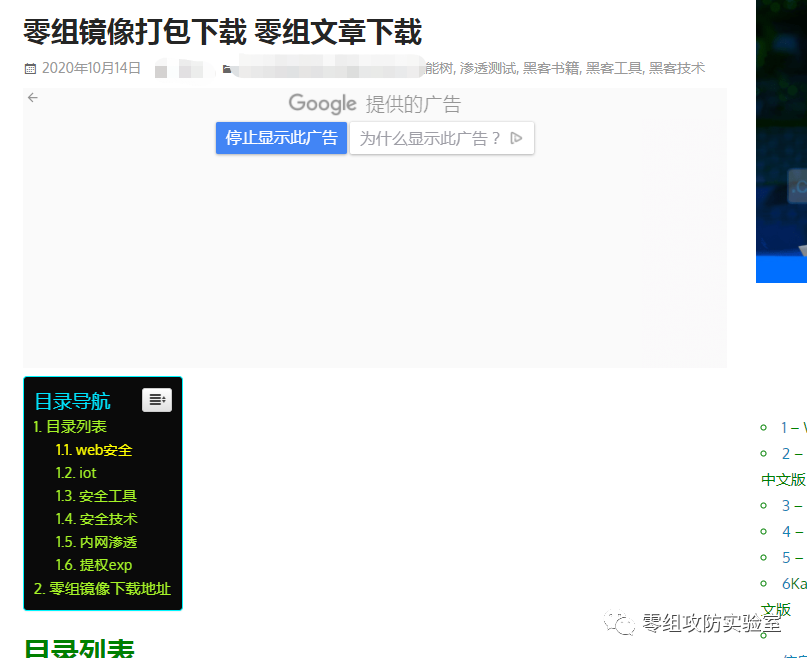 零组镜像打包下载 零组文章下载
2020年10月14日 能树, 渗透测试, 黑客书籍, 黑客工具, 黑客技术
Google 提供的广告
停止显示此广告 为什么显示此广告？
目录导航
1. 目录列表
1.1. web安全
1.2. iot
1.3. 安全工具
1.4. 安全技术
1.5. 内网渗透
1.6. 提权exp
2. 零组镜像下载地址
目录列表
1 –
2 –
中文版
3 –
4 –
5 –
6Ka
文版
零组攻防实验室